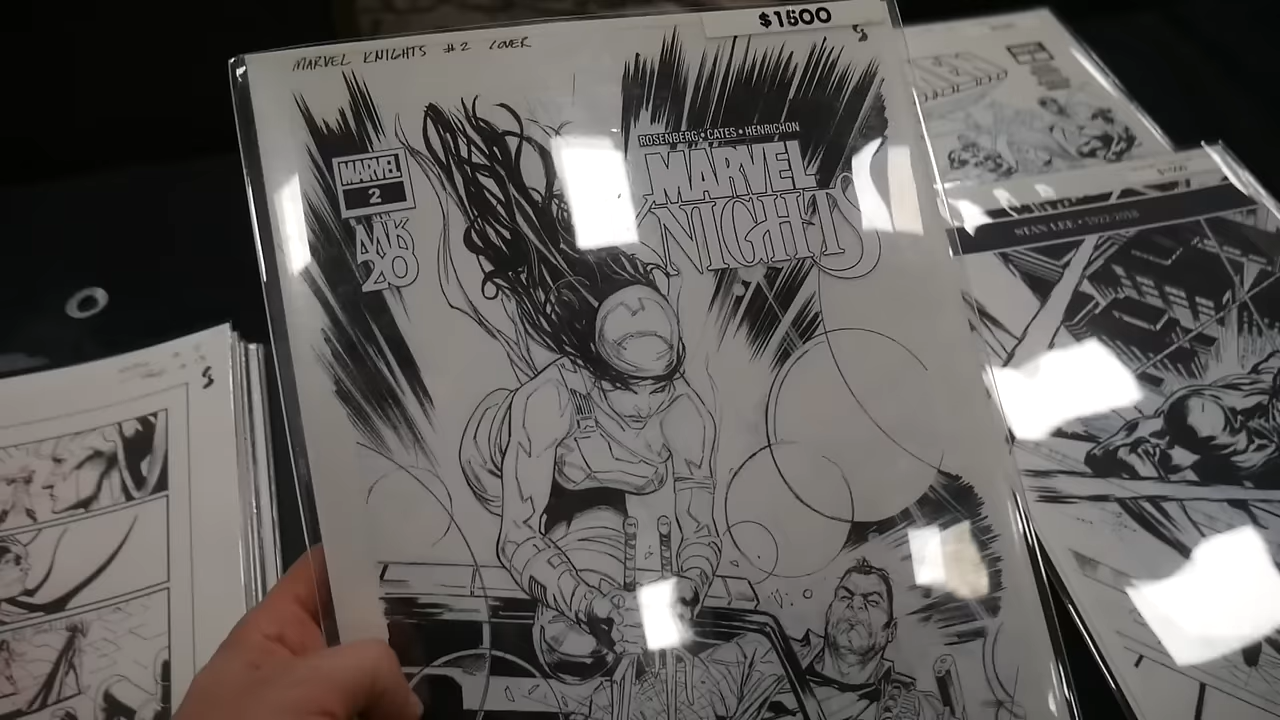 $1500
MARVEL KNIGHTS #2 COVER
ROSENBERG • CATES • HENRICHON
MARVEL
KNIGHTS
MARVEL
2
MK
20
STAN LEE • 1922-2018